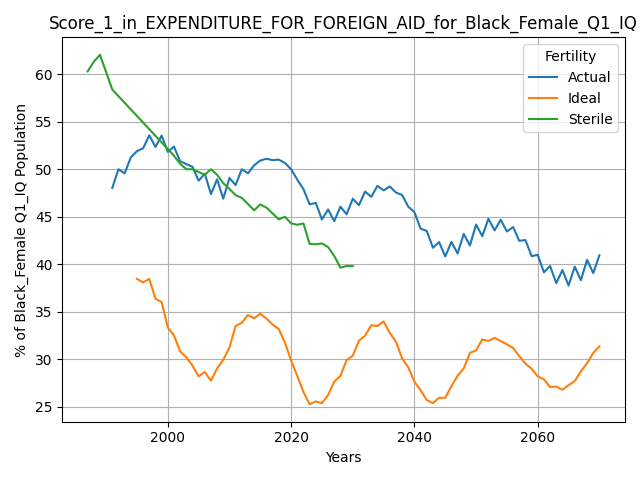 Score_1_in_EXPENDITURE_FOR_FOREIGN_AID_for_Black_Female_Q1_IQ
Fertility
Actual
Ideal
Sterile
% of Black_Female Q1_IQ Population
60
55
50
45
40
35
30
25
2000
2020
2040
2060
Years